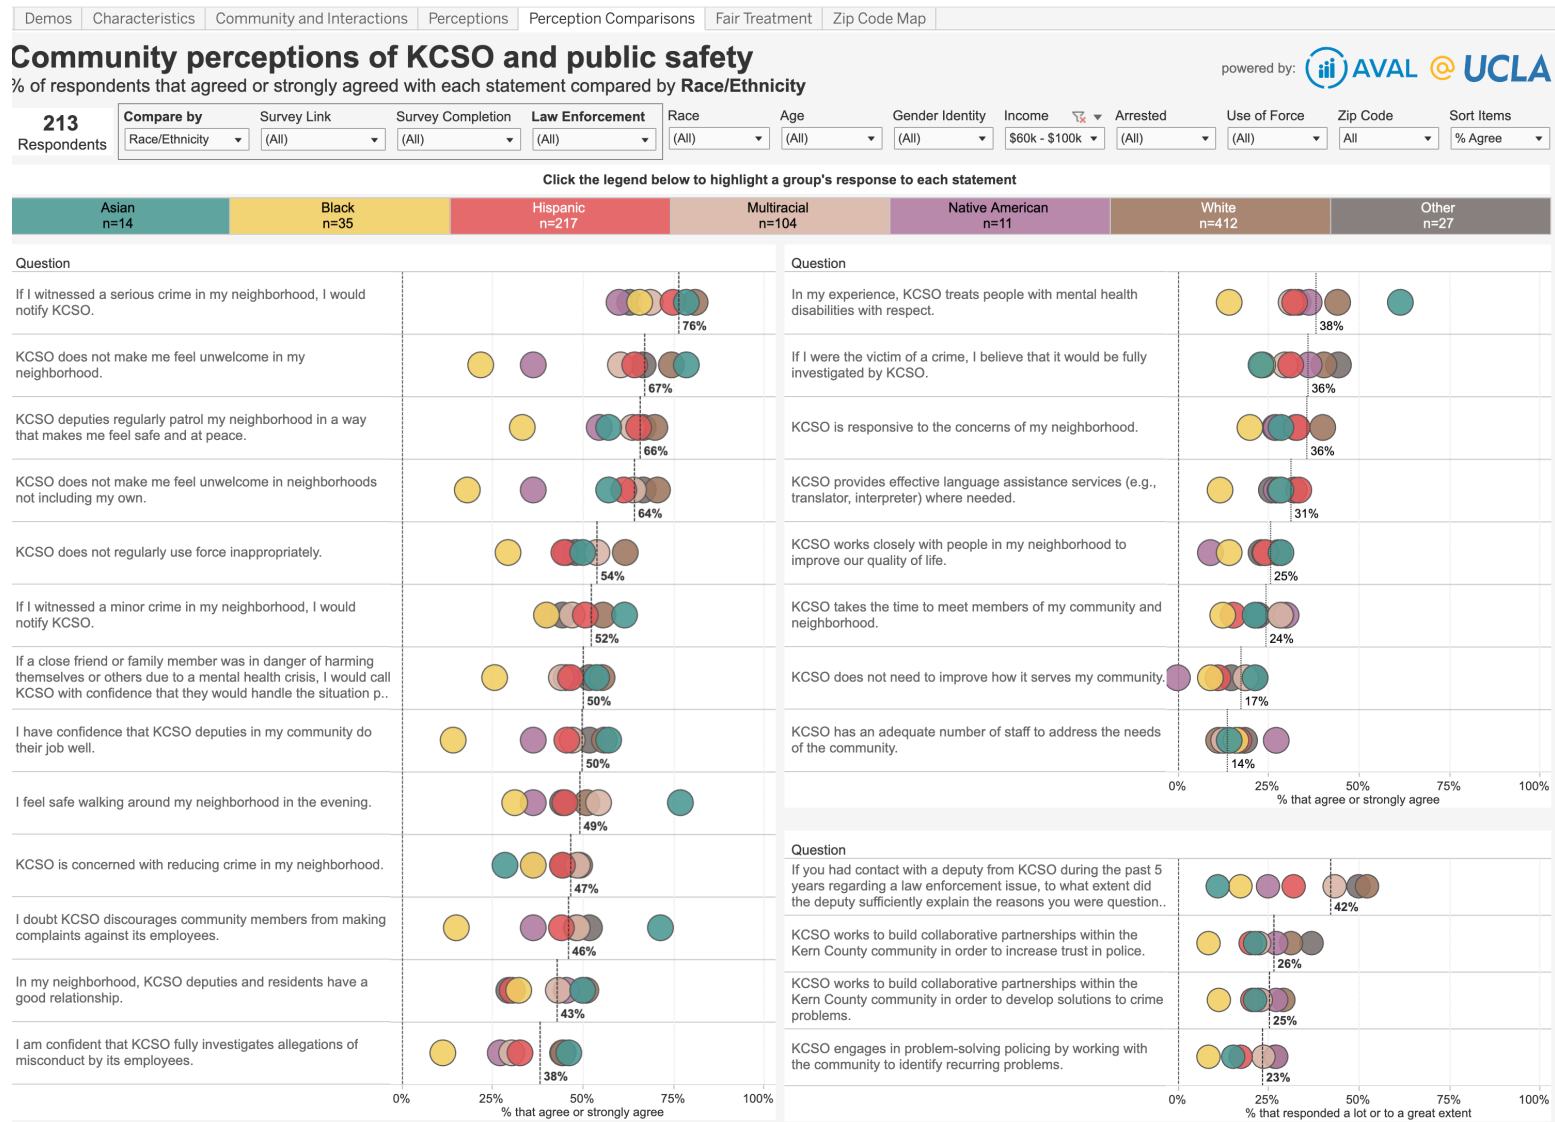 Demos
Characteristics
Community and Interactions
Perceptions
Perception Comparisons
Fair Treatment
Zip Code Map
Community perceptions of KCSO and public safety
% of respondents that agreed or strongly agreed with each statement compared by Race/Ethnicity
powered by:
AVAL
@ UCLA
213
Respondents
Compare by
Race/Ethnicity
Survey Link
(All)
Survey Completion
(All)
Law Enforcement
(All)
Race
(All)
Age
(All)
Gender Identity
(All)
Income
$60k - $100k
Arrested
(All)
Use of Force
(All)
Zip Code
All
Sort Items
% Agree
Click the legend below to highlight a group's response to each statement
Asian
n=14
Black
n=35
Hispanic
n=217
Multiracial
n=104
Native American
n=11
White
n=412
Other
n=27
Question
If I witnessed a serious crime in my neighborhood, I would
notify KCSO.
76%
KCSO does not make me feel unwelcome in my
neighborhood.
67%
KCSO deputies regularly patrol my neighborhood in a way
that makes me feel safe and at peace.
66%
KCSO does not make me feel unwelcome in neighborhoods
not including my own.
64%
KCSO does not regularly use force inappropriately.
54%
If I witnessed a minor crime in my neighborhood, I would
notify KCSO.
52%
If a close friend or family member was in danger of harming
themselves or others due to a mental health crisis, I would call
KCSO with confidence that they would handle the situation p..
50%
I have confidence that KCSO deputies in my community do
their job well.
50%
I feel safe walking around my neighborhood in the evening.
49%
KCSO is concerned with reducing crime in my neighborhood.
47%
I doubt KCSO discourages community members from making
complaints against its employees.
46%
In my neighborhood, KCSO deputies and residents have a
good relationship.
43%
I am confident that KCSO fully investigates allegations of
misconduct by its employees.
38%
0%
25%
50%
75%
100%
% that agree or strongly agree
Question
In my experience, KCSO treats people with mental health
disabilities with respect.
38%
If I were the victim of a crime, I believe that it would be fully
investigated by KCSO.
36%
KCSO is responsive to the concerns of my neighborhood.
36%
KCSO provides effective language assistance services (e.g.,
translator, interpreter) where needed.
31%
KCSO works closely with people in my neighborhood to
improve our quality of life.
25%
KCSO takes the time to meet members of my community and
neighborhood.
24%
KCSO does not need to improve how it serves my community.
17%
KCSO has an adequate number of staff to address the needs
of the community.
14%
0%
25%
50%
75%
100%
% that agree or strongly agree
Question
If you had contact with a deputy from KCSO during the past 5
years regarding a law enforcement issue, to what extent did
the deputy sufficiently explain the reasons you were question..
42%
KCSO works to build collaborative partnerships within the
Kern County community in order to increase trust in police.
26%
KCSO works to build collaborative partnerships within the
Kern County community in order to develop solutions to crime
problems.
25%
KCSO engages in problem-solving policing by working with
the community to identify recurring problems.
23%
0%
25%
50%
75%
100%
% that responded a lot or to a great extent